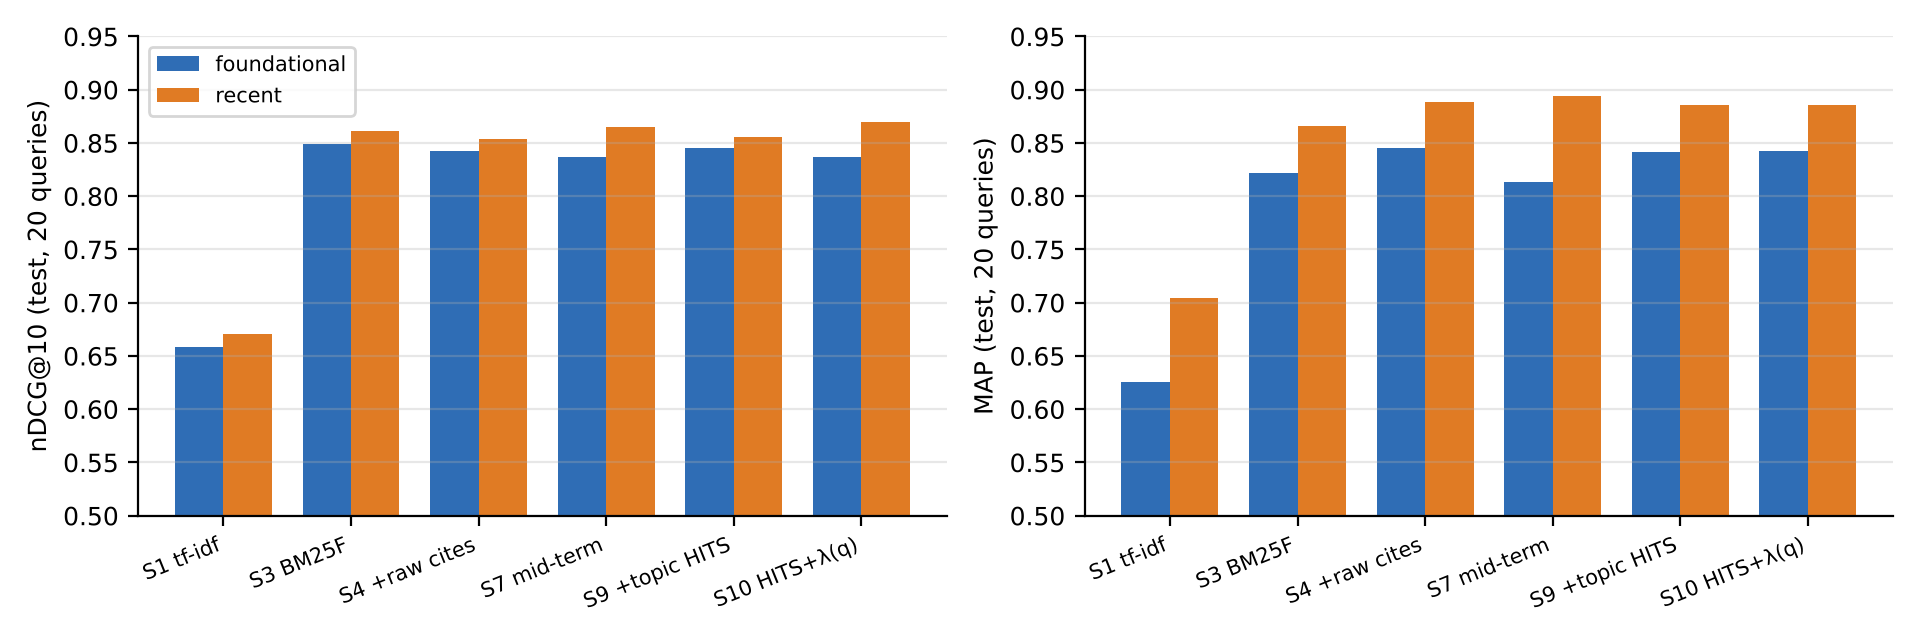 nDCG@10 (test, 20 queries)
0.95
0.90
0.85
0.80
0.75
0.70
0.65
0.60
0.55
0.50
foundational
recent
S1 tf-idf
S3 BM25F
S4 +raw cites
S7 mid-term
S9 +topic HITS
S10 HITS+λ(q)
MAP (test, 20 queries)
0.95
0.90
0.85
0.80
0.75
0.70
0.65
0.60
0.55
0.50
S1 tf-idf
S3 BM25F
S4 +raw cites
S7 mid-term
S9 +topic HITS
S10 HITS+λ(q)